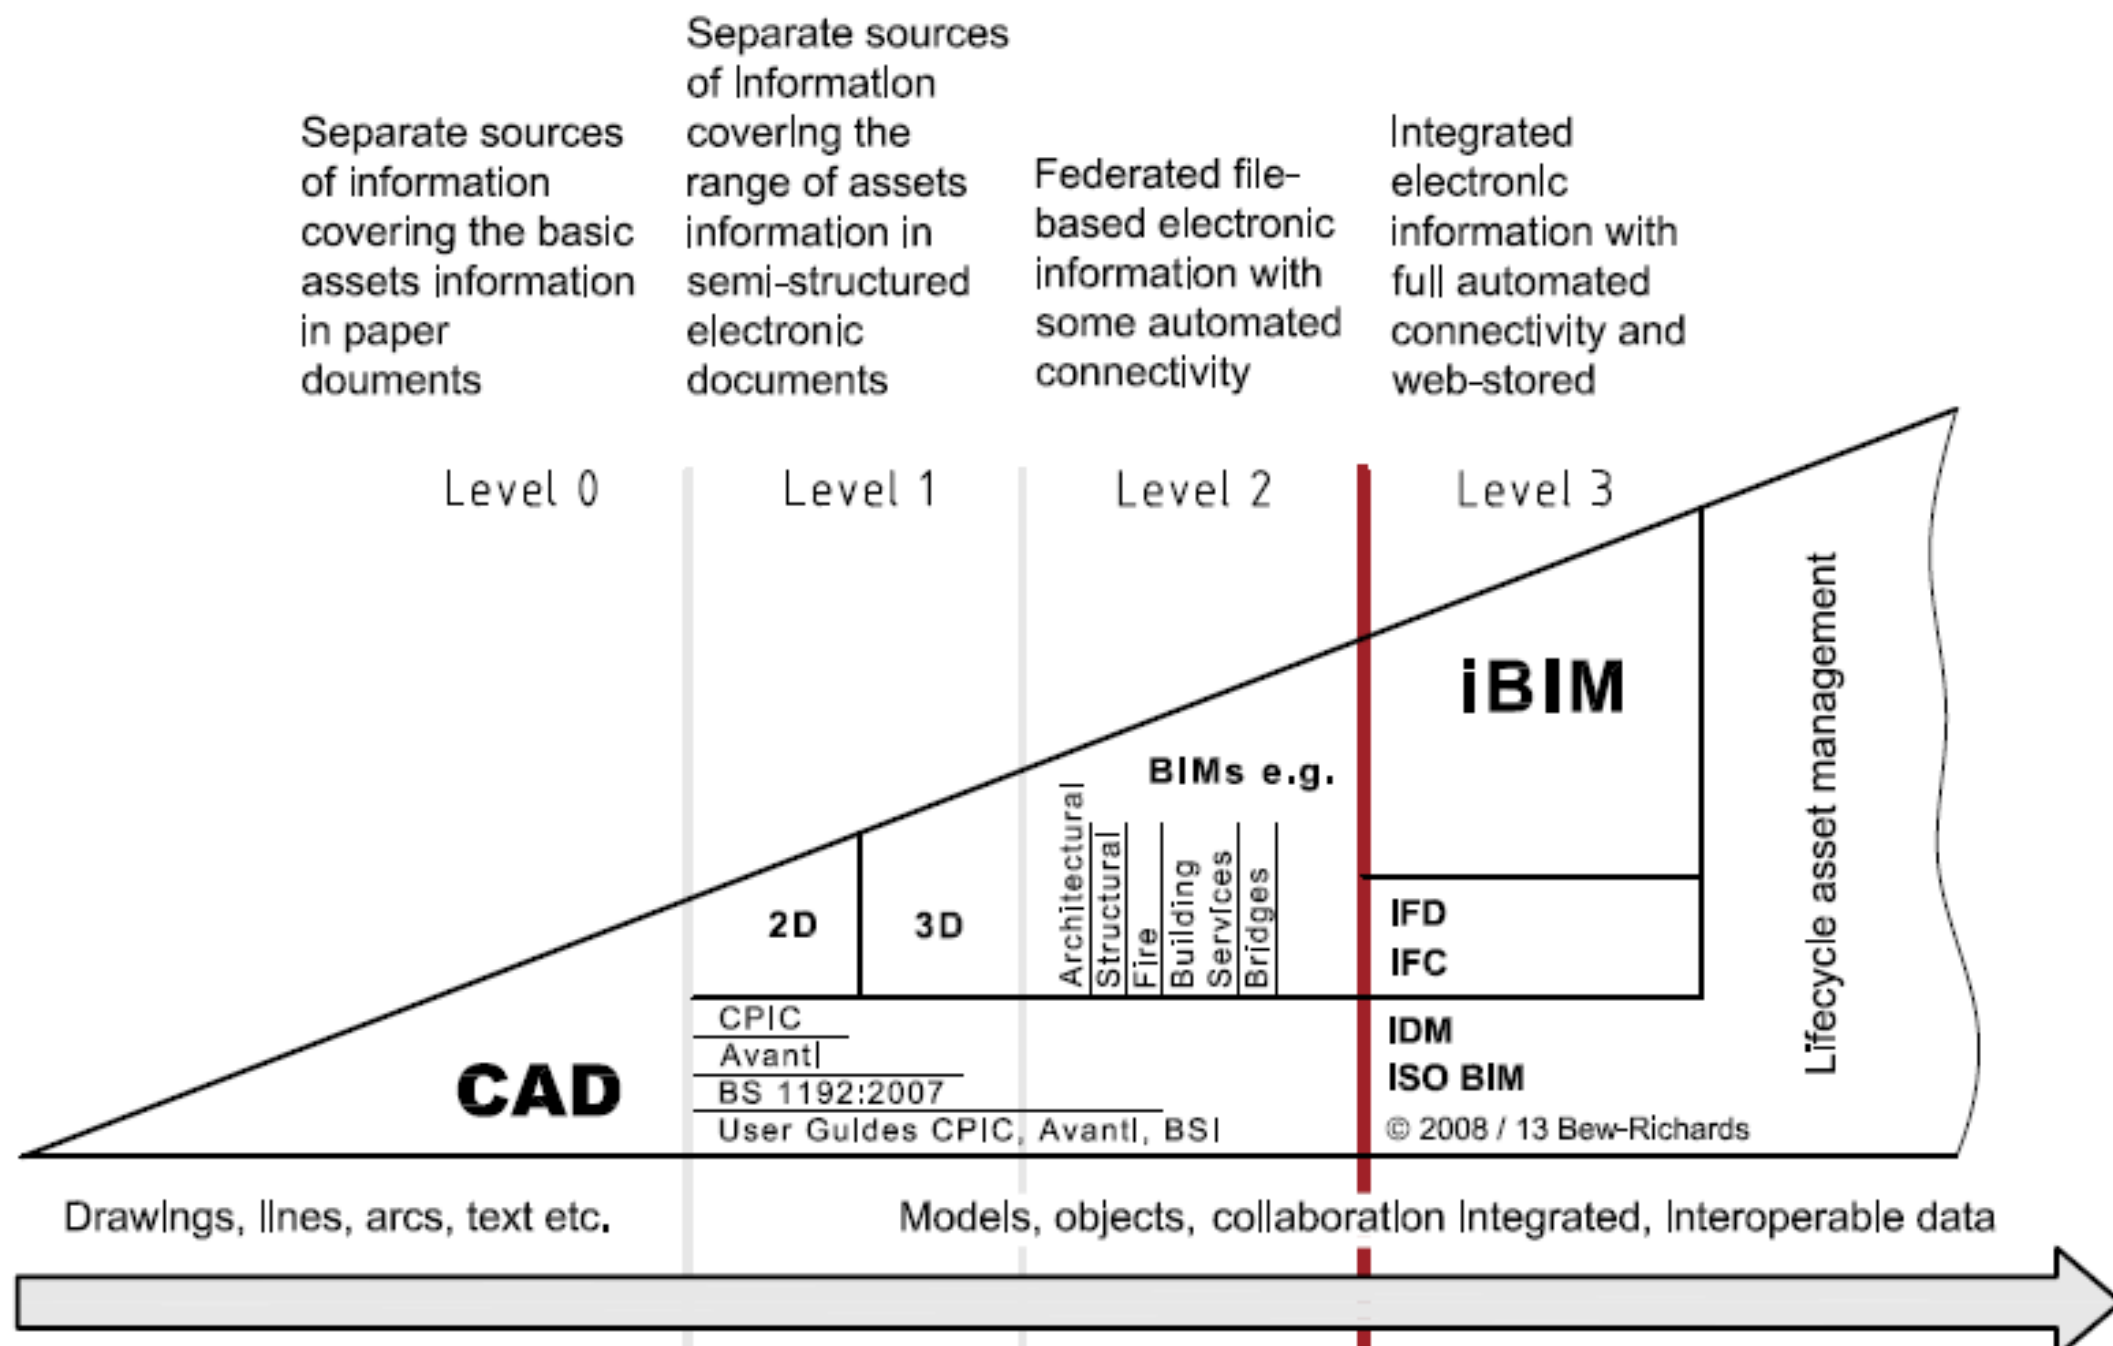 Separate sources
of information
covering the basic
assets information
in paper
douments
Separate sources
of information
covering the
range of assets
information in
semi-structured
electronic
documents
Federated file-
based electronic
information with
some automated
connectivity
Integrated
electronic
information with
full automated
connectivity and
web-stored
Level 0
Level 1
Level 2
Level 3
iBIM
BIMs e.g.
Architectural
Structural
Fire
Building
Services
Bridges
2D
3D
IFD
IFC
CAD
CPIC
Avanti
BS 1192:2007
User Guides CPIC, Avanti, BSI
IDM
ISO BIM
© 2008 / 13 Bew-Richards
Lifecycle asset management
Drawings, lines, arcs, text etc.
Models, objects, collaboration Integrated, Interoperable data